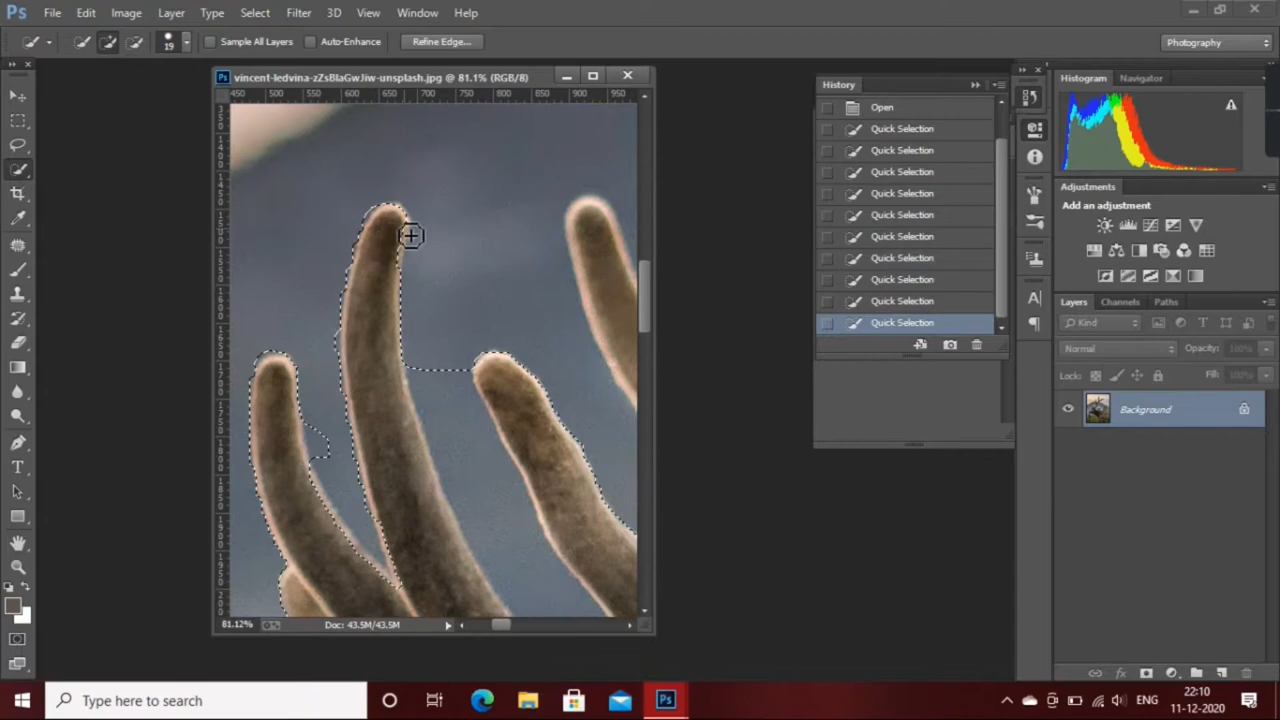 Ps File Edit Image Layer Type Select Filter 3D View Window Help
19 Sample All Layers Auto-Enhance Refine Edge... Photography
vincent-ledvina-zZsBIaGwJiw-unsplash.jpg @ 81.1% (RGB/8)
450 500 550 600 650 700 750 800 850 900 950
History
Open
Quick Selection
Quick Selection
Quick Selection
Quick Selection
Quick Selection
Quick Selection
Quick Selection
Quick Selection
Quick Selection
Quick Selection
Histogram Navigator
Adjustments
Add an adjustment
Layers Channels Paths
Kind
Normal Opacity: 100%
Lock: Fill: 100%
Background
81.12% Doc: 43.5M/43.5M
Type here to search
Ps
ENG
22:10
11-12-2020